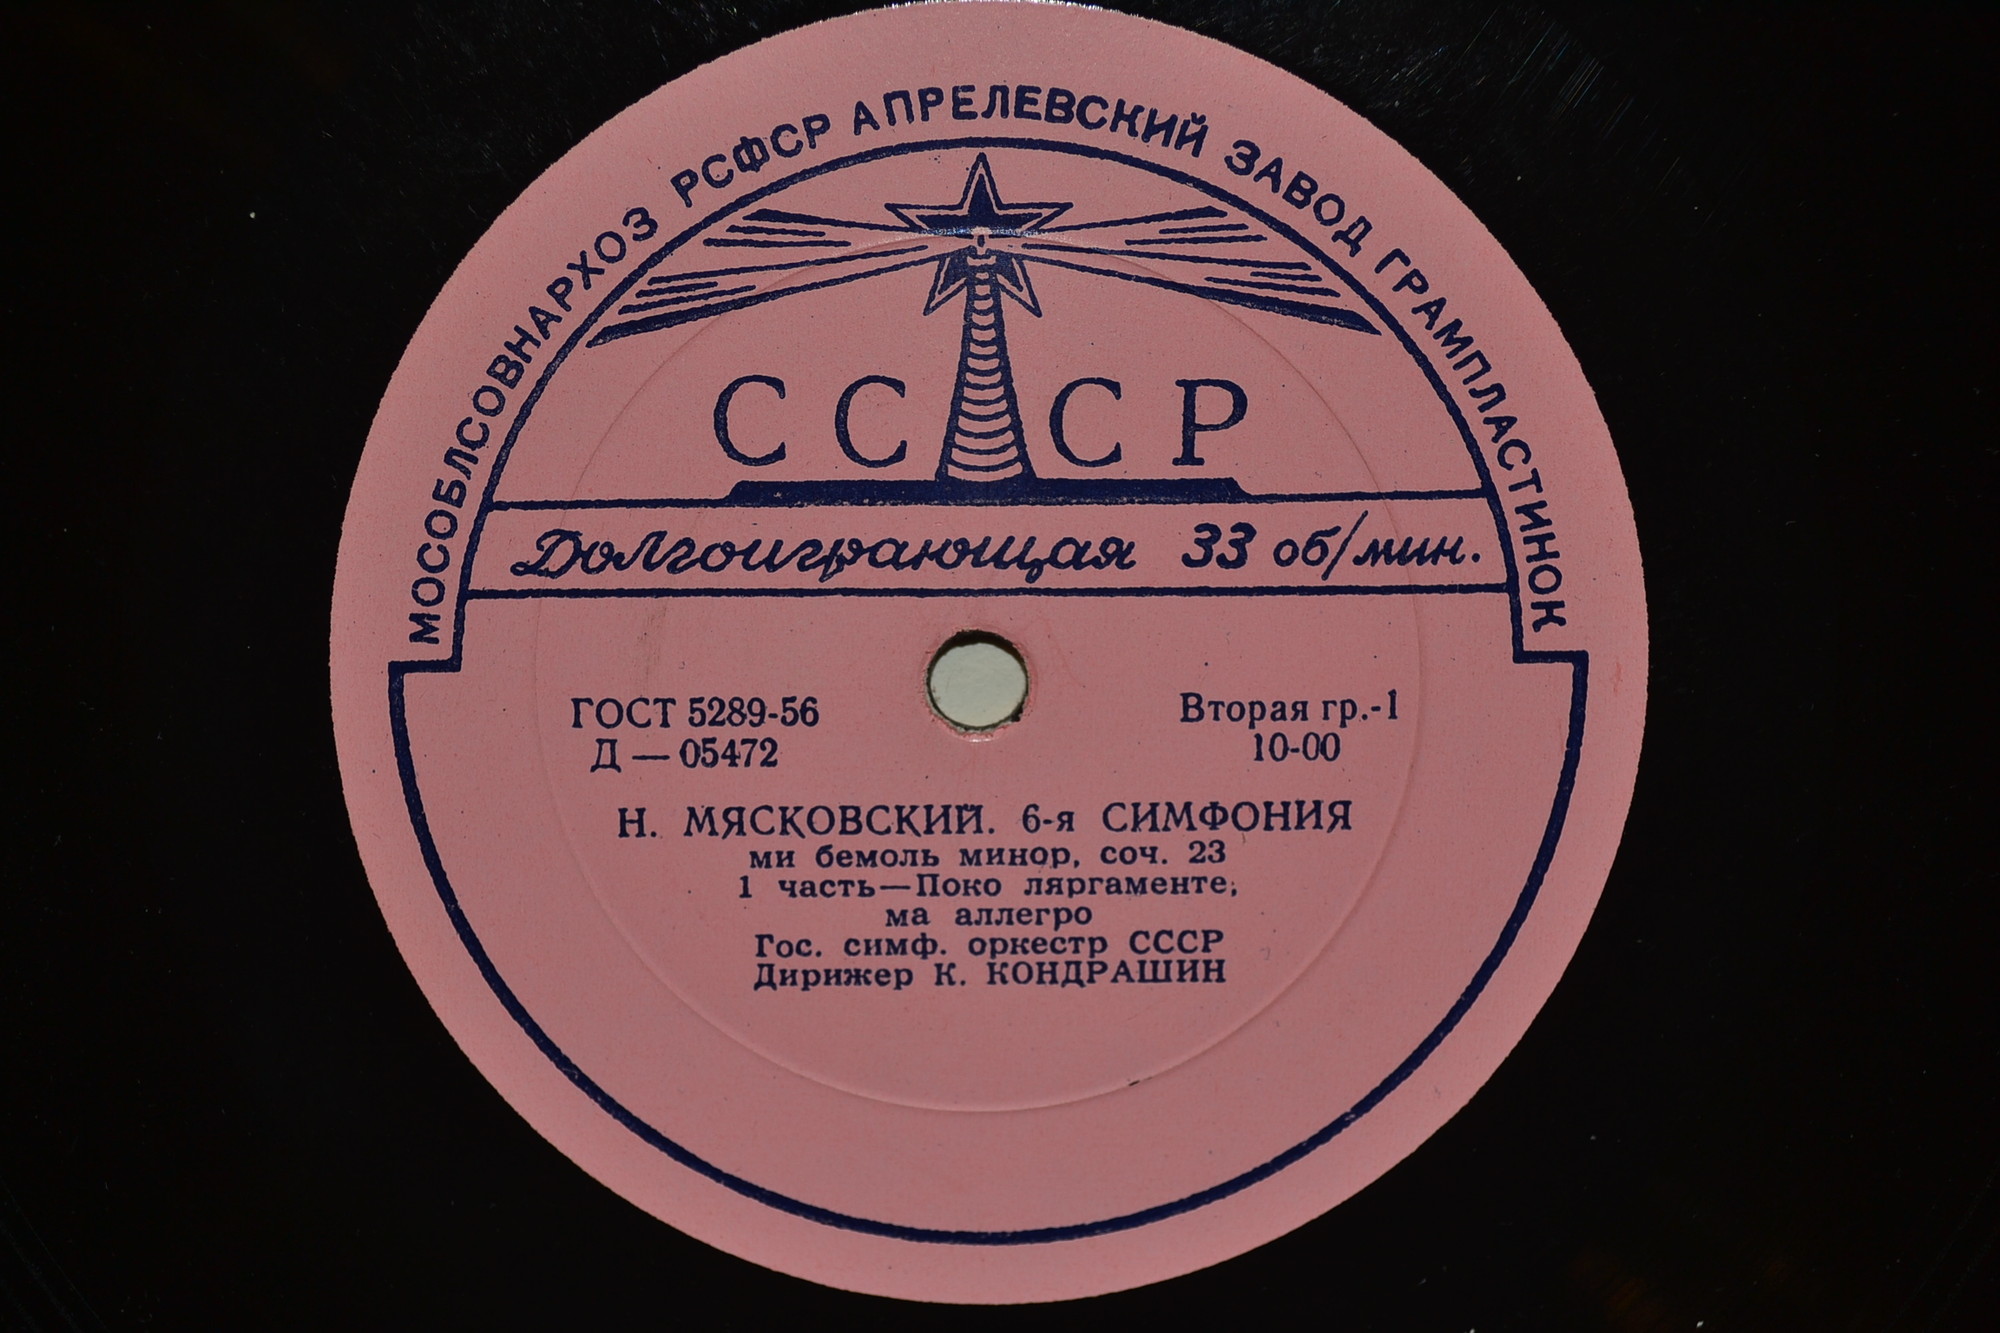 МОСОБЛСОВНАРХОЗ РСФСР АПРЕЛЕВСКИЙ ЗАВОД ГРАМПЛАСТИНОК
СССР
Долгоиграющая 33 об/мин.
ГОСТ 5289-56
Д — 05472
Вторая гр.-1
10-00
Н. МЯСКОВСКИЙ. 6-я СИМФОНИЯ
ми бемоль минор, соч. 23
1 часть—Поко ляргаменте,
ма аллегро
Гос. симф. оркестр СССР
Дирижер К. КОНДРАШИН